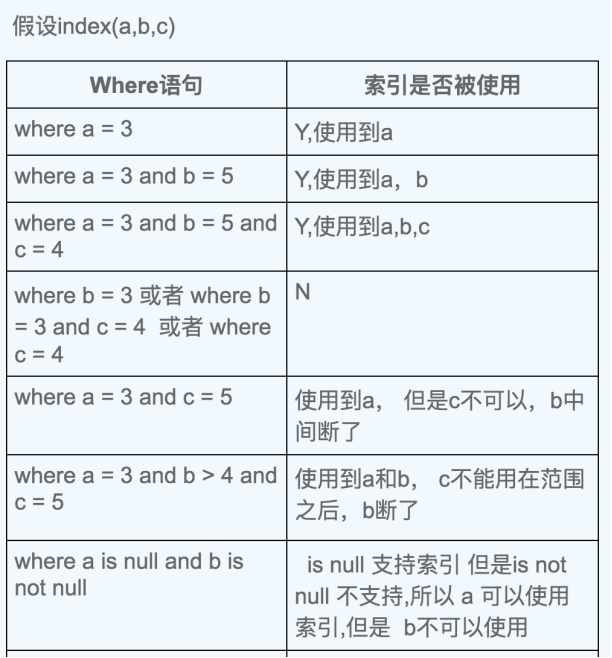 假设index(a,b,c)
Where语句 索引是否被使用
where a = 3 Y,使用到a
where a = 3 and b = 5 Y,使用到a，b
where a = 3 and b = 5 and Y,使用到a,b,c
c = 4
where b = 3 或者 where b N
= 3 and c = 4 或者 where
c = 4
where a = 3 and c = 5 使用到a， 但是c不可以，b中
间断了
where a = 3 and b > 4 and 使用到a和b， c不能用在范围
c = 5 之后，b断了
where a is null and b is is null 支持索引 但是is not
not null null 不支持,所以 a 可以使用
索引,但是 b不可以使用